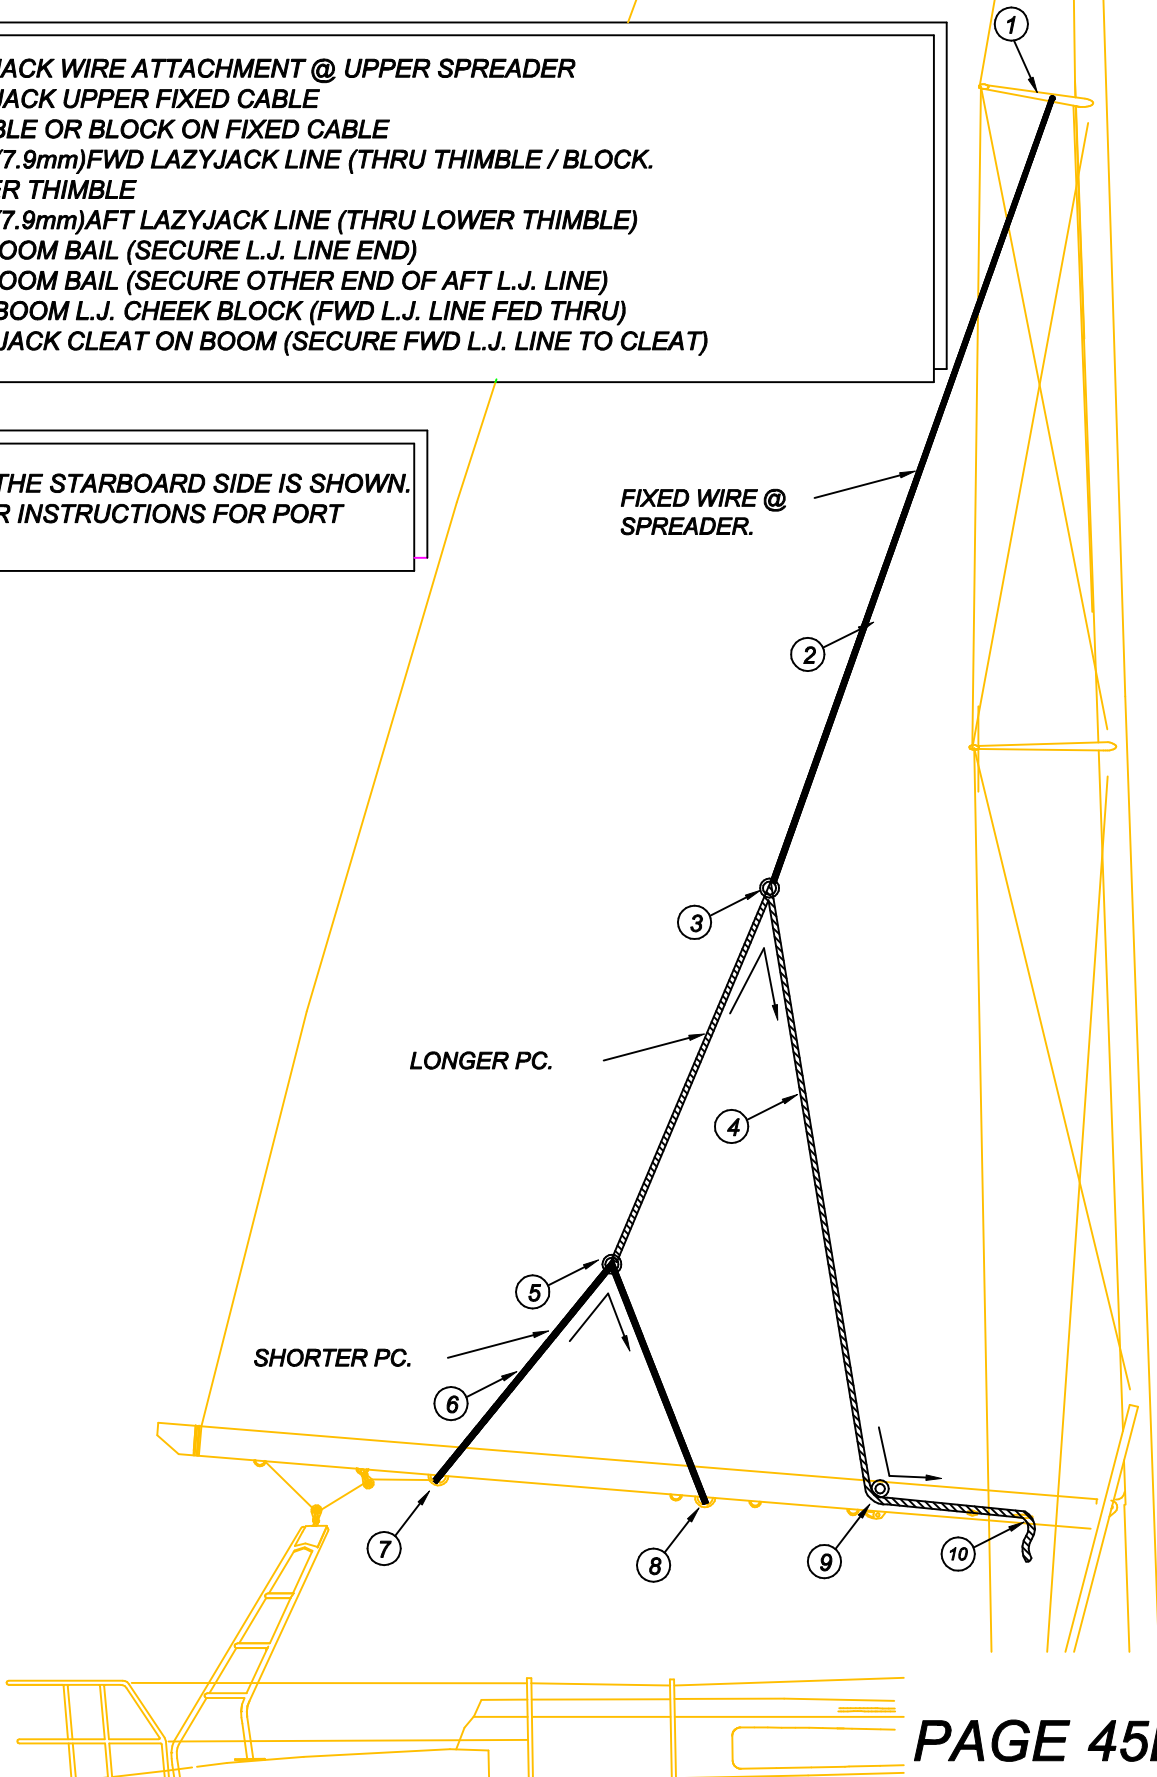 JACK WIRE ATTACHMENT @ UPPER SPREADER
JACK UPPER FIXED CABLE
BLE OR BLOCK ON FIXED CABLE
(7.9mm)FWD LAZYJACK LINE (THRU THIMBLE / BLOCK.
ER THIMBLE
(7.9mm)AFT LAZYJACK LINE (THRU LOWER THIMBLE)
OOM BAIL (SECURE L.J. LINE END)
OOM BAIL (SECURE OTHER END OF AFT L.J. LINE)
BOOM L.J. CHEEK BLOCK (FWD L.J. LINE FED THRU)
JACK CLEAT ON BOOM (SECURE FWD L.J. LINE TO CLEAT)
1
THE STARBOARD SIDE IS SHOWN.
R INSTRUCTIONS FOR PORT
FIXED WIRE @
SPREADER.
2
3
LONGER PC.
4
5
SHORTER PC.
6
7
8
9
10
PAGE 45